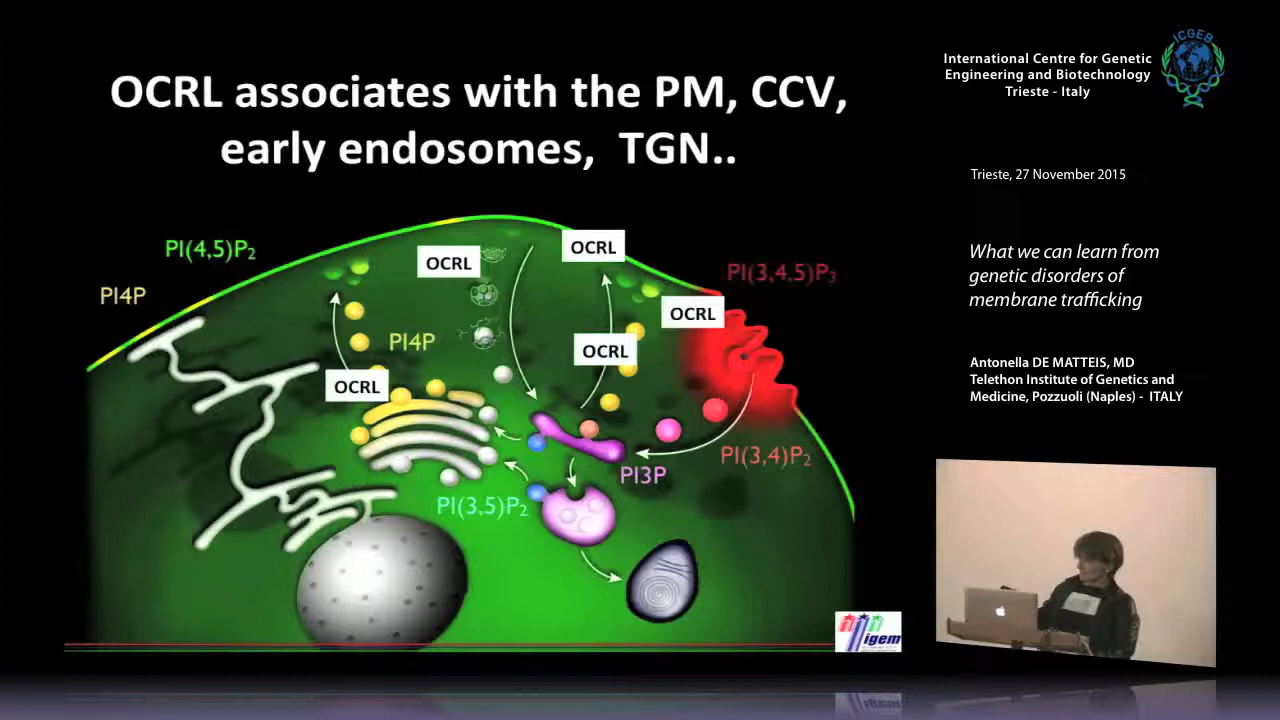 OCRL associates with the PM, CCV,
early endosomes, TGN..
PI(4,5)P2
PI4P
OCRL
OCRL
PI(3,4,5)P3
OCRL
PI4P
OCRL
OCRL
PI(3,4)P2
PI3P
PI(3,5)P2
igem
International Centre for Genetic
Engineering and Biotechnology
Trieste - Italy
ICGEB
Trieste, 27 November 2015
What we can learn from
genetic disorders of
membrane trafficking
Antonella DE MATTEIS, MD
Telethon Institute of Genetics and
Medicine, Pozzuoli (Naples) - ITALY